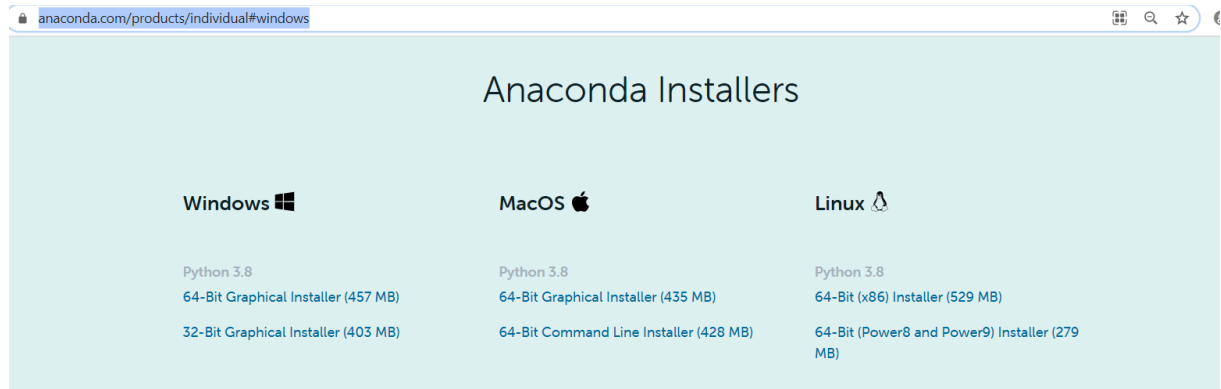 anaconda.com/products/individual#windows
Anaconda Installers
Windows
MacOS
Linux
Python 3.8
Python 3.8
Python 3.8
64-Bit Graphical Installer (457 MB)
64-Bit Graphical Installer (435 MB)
64-Bit (x86) Installer (529 MB)
32-Bit Graphical Installer (403 MB)
64-Bit Command Line Installer (428 MB)
64-Bit (Power8 and Power9) Installer (279
MB)